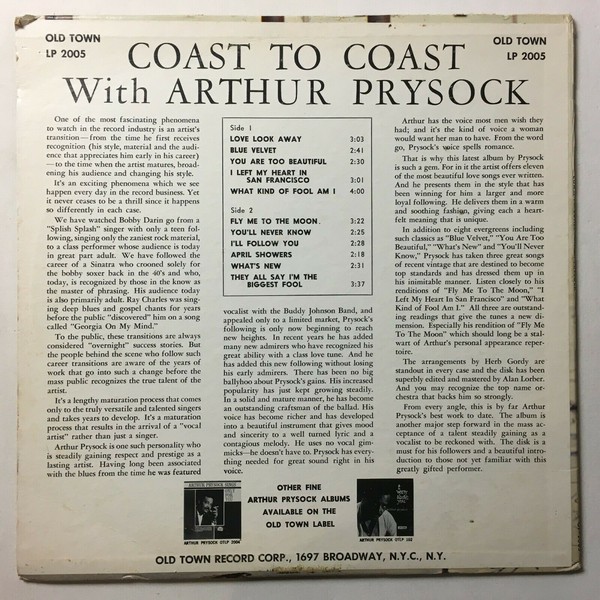 OLD TOWN
LP 2005
OLD TOWN
LP 2005
COAST TO COAST
With ARTHUR PRYSOCK
One of the most fascinating phenomena
to watch in the record industry is an artist's
transition—from the time he first receives
recognition (his style, material and the audi-
ence that appreciates him early in his career)
—to the time when the artist matures, broad-
ening his audience and changing his style.
It's an exciting phenomena which we see
happen every day in the record business. Yet
it never ceases to be a thrill since it happens
so differently in each case.
We have watched Bobby Darin go from a
"Splish Splash" singer with only a teen fol-
lowing, singing only the zaniest rock material,
to a class performer whose audience is today
in great part adult. We have followed the
career of a Sinatra who crooned solely for
the bobby soxer back in the 40's and who,
today, is recognized by those in the know as
the master of phrasing. His audience today
is also primarily adult. Ray Charles was sing-
ing deep blues and gospel chants for years
before the public "discovered" him on a song
called "Georgia On My Mind."
To the public, these transitions are always
considered "overnight" success stories. But
the people behind the scene who follow such
career transitions are aware of the years of
work that go into such a change before the
mass public recognizes the true talent of the
artist.
It's a lengthy maturation process that comes
only to the truly versatile and talented singers
and takes years to develop. It's a maturation
process that results in the arrival of a "vocal
artist" rather than just a singer.
Arthur Prysock is one such personality who
is steadily gaining respect and prestige as a
lasting artist. Having long been associated
with the blues from the time he was featured
Side 1
LOVE LOOK AWAY 3:03
BLUE VELVET 2:41
YOU ARE TOO BEAUTIFUL 2:30
I LEFT MY HEART IN
SAN FRANCISCO 3:01
WHAT KIND OF FOOL AM I 4:00
Side 2
FLY ME TO THE MOON 3:22
YOU'LL NEVER KNOW 2:25
I'LL FOLLOW YOU 2:28
APRIL SHOWERS 2:18
WHAT'S NEW 2:31
THEY ALL SAY I'M THE
BIGGEST FOOL 3:37
vocalist with the Buddy Johnson Band, and
appealed only to a limited market, Prysock's
following is only now beginning to reach
new heights. In recent years he has added
many new admirers who have recognized his
great ability with a class love tune. And he
has added this new following without losing
his early admirers. There has been no big
ballyhoo about Prysock's gains. His increased
popularity has just kept growing steadily.
In a solid and mature manner, he has become
an outstanding craftsman of the ballad. His
voice has become richer and has developed
into a beautiful instrument that gives mood
and sincerity to a well turned lyric and a
contagious melody. He uses no vocal gim-
micks—he doesn't have to. Prysock has every-
thing needed for great sound right in his
voice.
Arthur has the voice most men wish they
had; and it's the kind of voice a woman
would want her man to have. From the word
go, Prysock's voice spells romance.
That is why this latest album by Prysock
is such a gem. For in it the artist offers eleven
of the most beautiful love songs ever written.
And he presents them in the style that has
been winning for him a larger and more
loyal following. He delivers them in a warm
and soothing fashion, giving each a heart-
felt meaning that is unique.
In addition to eight evergreens including
such classics as "Blue Velvet," "You Are Too
Beautiful," "What's New" and "You'll Never
Know," Prysock has taken three great songs
of recent vintage that are destined to become
top standards and has dressed them up in
his inimitable manner. Listen closely to his
renditions of "Fly Me To The Moon," "I
Left My Heart In San Francisco" and "What
Kind of Fool Am I." All three are outstand-
ing readings that give the tunes a new di-
mension. Especially his rendition of "Fly Me
To The Moon" which should long be a stal-
wart of Arthur's personal appearance reper-
toire.
The arrangements by Herb Gordy are
standout in every case and the disk has been
superbly edited and mastered by Alan Lorber.
And you may recognize the top name or-
chestra that backs him so strongly.
From every angle, this is by far Arthur
Prysock's best work to date. The album is
another major step forward in the mass ac-
ceptance of a talent steadily gaining as a
vocalist to be reckoned with. The disk is a
must for his followers and a beautiful intro-
duction to those not yet familiar with this
greatly gifted performer.
ARTHUR PRYSOCK SINGS
ARTHUR PRYSOCK OTLP 2004
OTHER FINE
ARTHUR PRYSOCK ALBUMS
AVAILABLE ON THE
OLD TOWN LABEL
ARTHUR PRYSOCK OTLP 102
OLD TOWN RECORD CORP., 1697 BROADWAY, N.Y.C., N.Y.